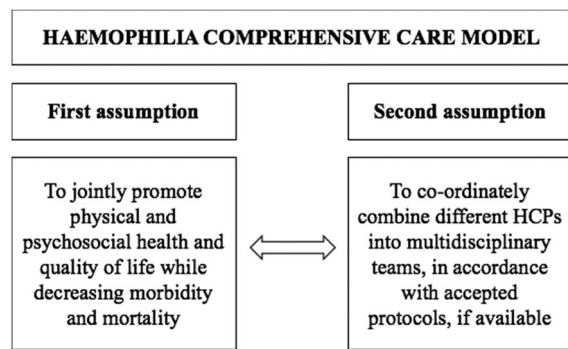 HAEMOPHILIA COMPREHENSIVE CARE MODEL
First assumption
To jointly promote
physical and
psychosocial health and
quality of life while
decreasing morbidity
and mortality
Second assumption
To co-ordinately
combine different HCPs
into multidisciplinary
teams, in accordance
with accepted
protocols, if available